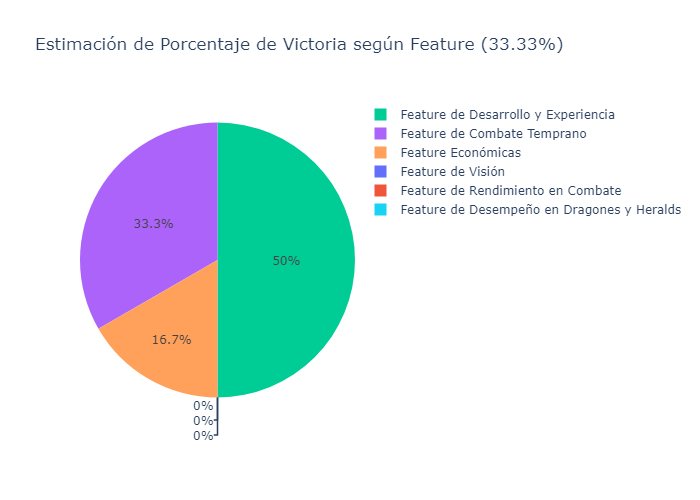 Estimación de Porcentaje de Victoria según Feature (33.33%)
Feature de Desarrollo y Experiencia
Feature de Combate Temprano
Feature Económicas
Feature de Visión
Feature de Rendimiento en Combate
Feature de Desempeño en Dragones y Heralds
33.3%
50%
16.7%
0%
0%
0%